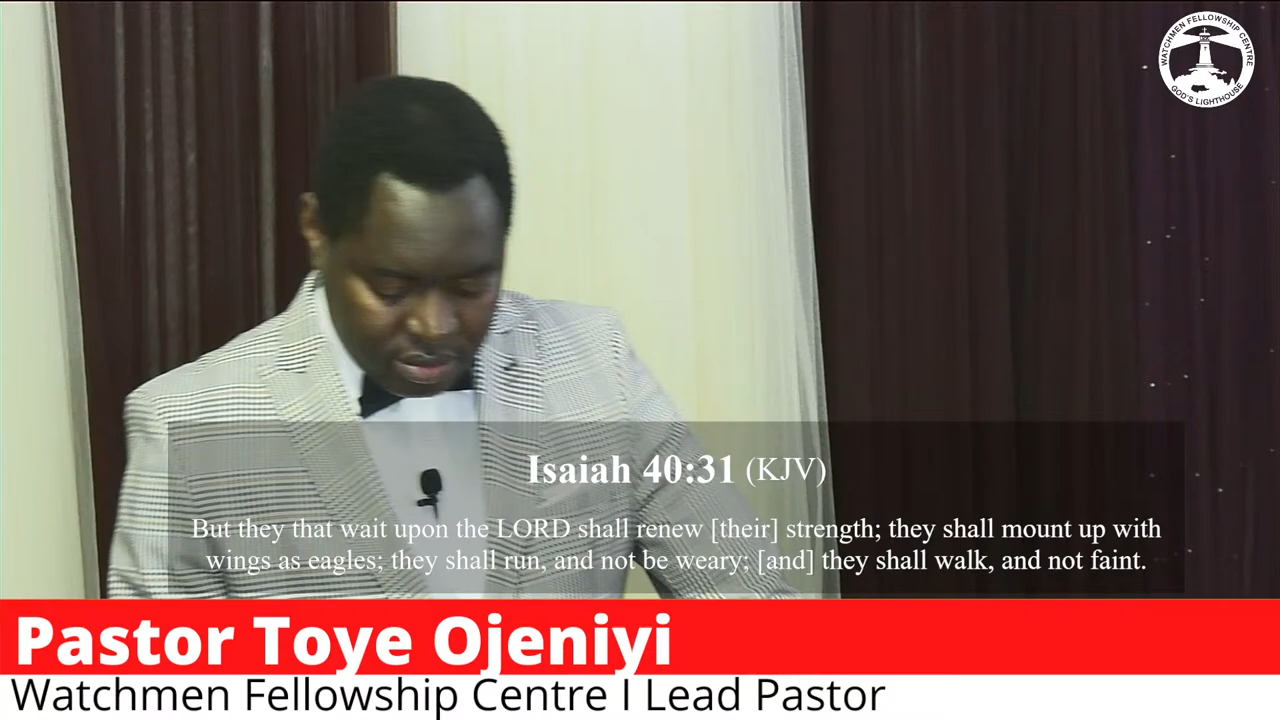 WATCHMEN FELLOWSHIP CENTRE
GOD'S LIGHTHOUSE
Isaiah 40:31 (KJV)
But they that wait upon the LORD shall renew [their] strength; they shall mount up with
wings as eagles; they shall run, and not be weary; [and] they shall walk, and not faint.
Pastor Toye Ojeniyi
Watchmen Fellowship Centre I Lead Pastor